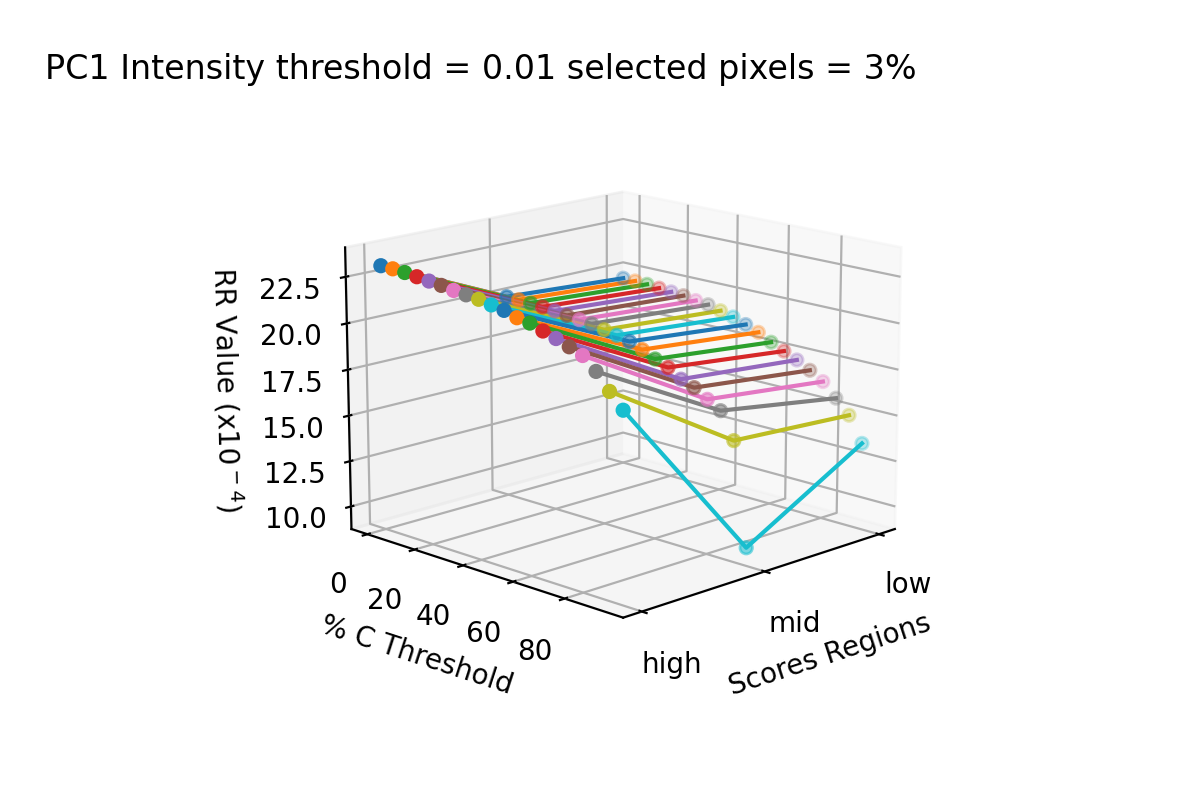 PC1 Intensity threshold = 0.01 selected pixels = 3%
RR Value (x10⁻⁴)
22.5
20.0
17.5
15.0
12.5
10.0
0
20
40
60
80
% C Threshold
high
mid
low
Scores Regions